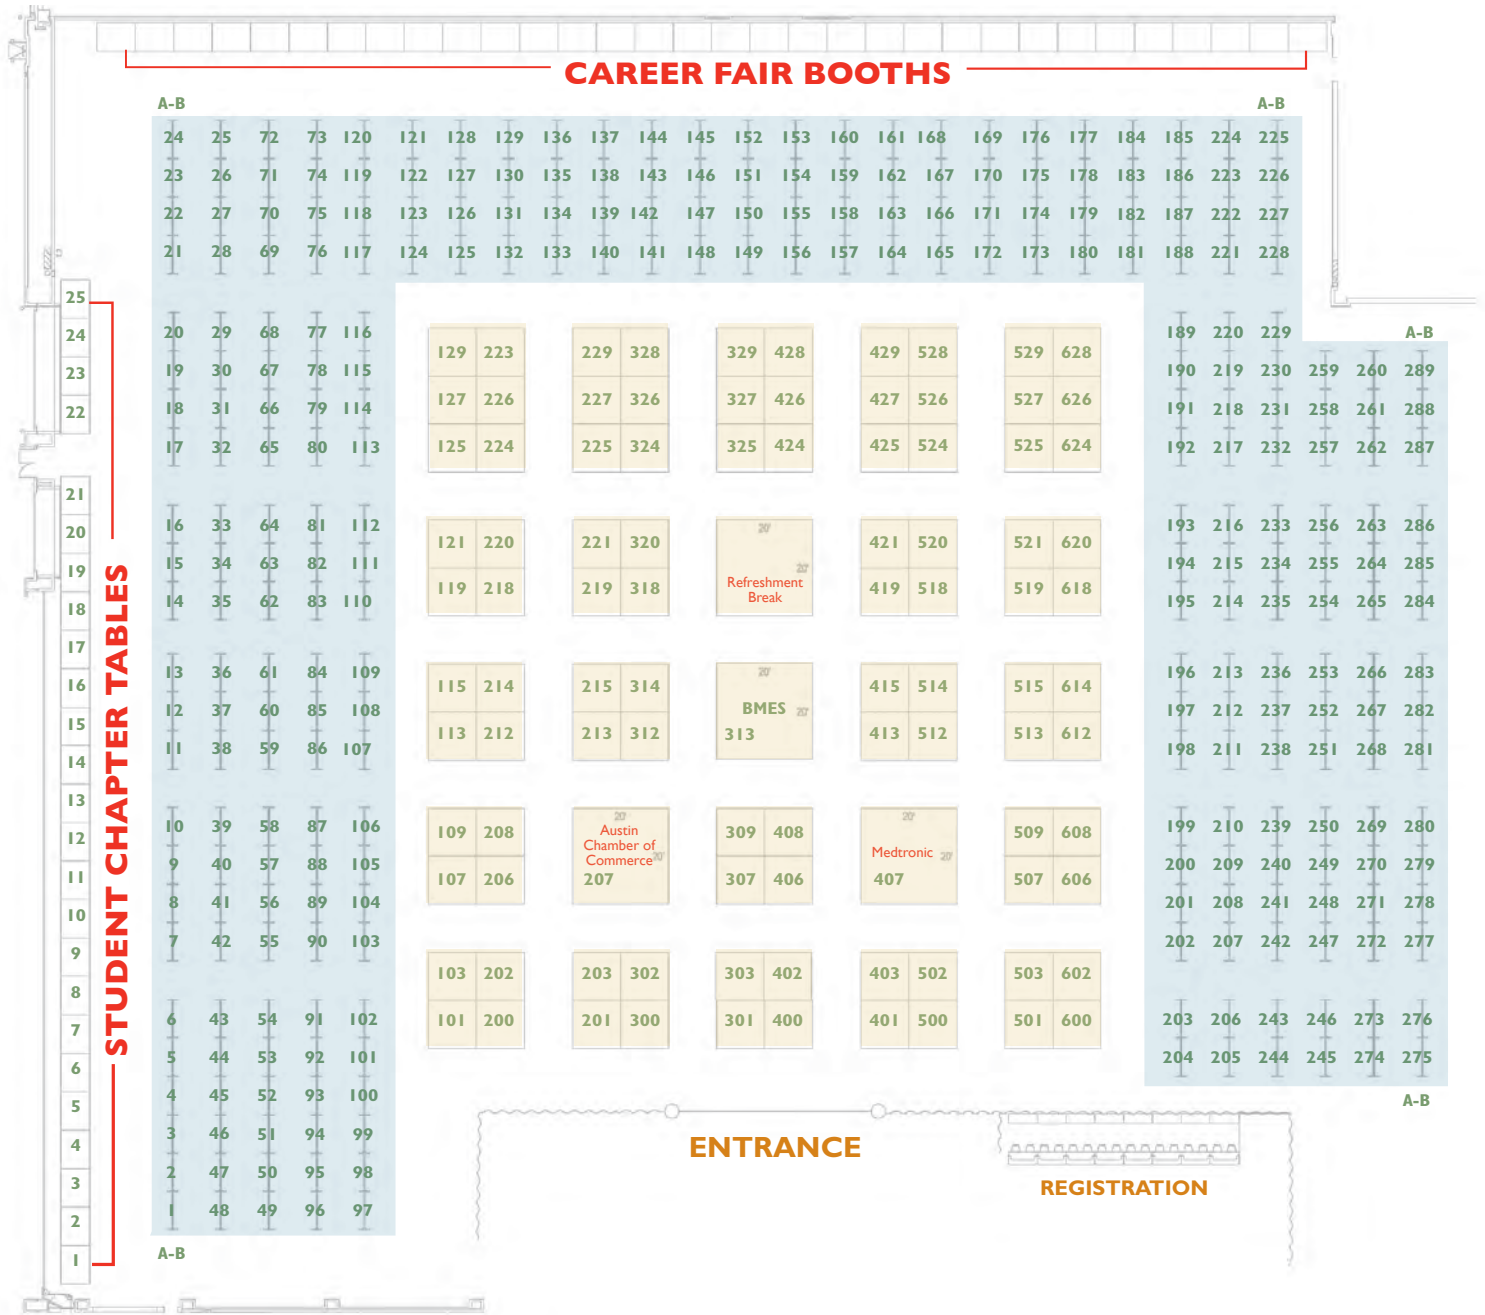 CAREER FAIR BOOTHS
A-B A-B
24 25 72 73 120 121 128 129 136 137 144 145 152 153 160 161 168 169 176 177 184 185 224 225
23 26 71 74 119 122 127 130 135 138 143 146 151 154 159 162 167 170 175 178 183 186 223 226
22 27 70 75 118 123 126 131 134 139 142 147 150 155 158 163 166 171 174 179 182 187 222 227
21 28 69 76 117 124 125 132 133 140 141 148 149 156 157 164 165 172 173 180 181 188 221 228
25
24
23
22
21
20
19
18
17
16
15
14
13
12
11
10
9
8
7
6
5
4
3
2
1
STUDENT CHAPTER TABLES
20 29 68 77 116
19 30 67 78 115
18 31 66 79 114
17 32 65 80 113
16 33 64 81 112
15 34 63 82 111
14 35 62 83 110
13 36 61 84 109
12 37 60 85 108
11 38 59 86 107
10 39 58 87 106
9 40 57 88 105
8 41 56 89 104
7 42 55 90 103
6 43 54 91 102
5 44 53 92 101
4 45 52 93 100
3 46 51 94 99
2 47 50 95 98
1 48 49 96 97
A-B
129 223 229 328 329 428 429 528 529 628
127 226 227 326 327 426 427 526 527 626
125 224 225 324 325 424 425 524 525 624
121 220 221 320 20' 421 520 521 620
20'
119 218 219 318 Refreshment 419 518 519 618
Break
115 214 215 314 20' 415 514 515 614
BMES 20'
113 212 213 312 313 413 512 513 612
20' 20'
109 208 Austin 309 408 509 608
Chamber of
Commerce 20' Medtronic 20'
107 206 207 307 406 407 507 606
103 202 203 302 303 402 403 502 503 602
101 200 201 300 301 400 401 500 501 600
189 220 229 A-B
190 219 230 259 260 289
191 218 231 258 261 288
192 217 232 257 262 287
193 216 233 256 263 286
194 215 234 255 264 285
195 214 235 254 265 284
196 213 236 253 266 283
197 212 237 252 267 282
198 211 238 251 268 281
199 210 239 250 269 280
200 209 240 249 270 279
201 208 241 248 271 278
202 207 242 247 272 277
203 206 243 246 273 276
204 205 244 245 274 275
A-B
ENTRANCE
REGISTRATION